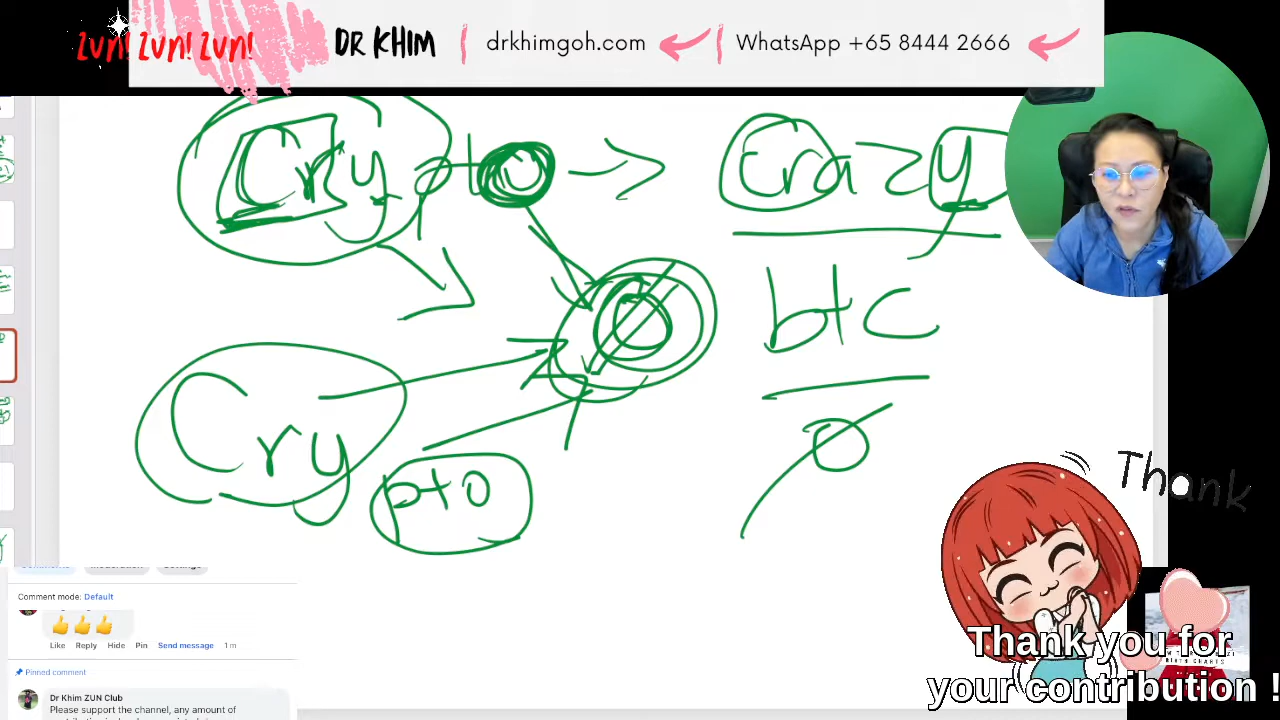 zun! zun! zun!
DR KHIM
drkhimgoh.com
WhatsApp +65 8444 2666
Crypto -> Crazy
btc
Cry
pto
0
Thank
Thank you for
your contribution !
Comment mode: Default
👍👍👍
Like Reply Hide Pin Send message 1 m
📌 Pinned comment
Dr Khim ZUN Club
Please support the channel, any amount of